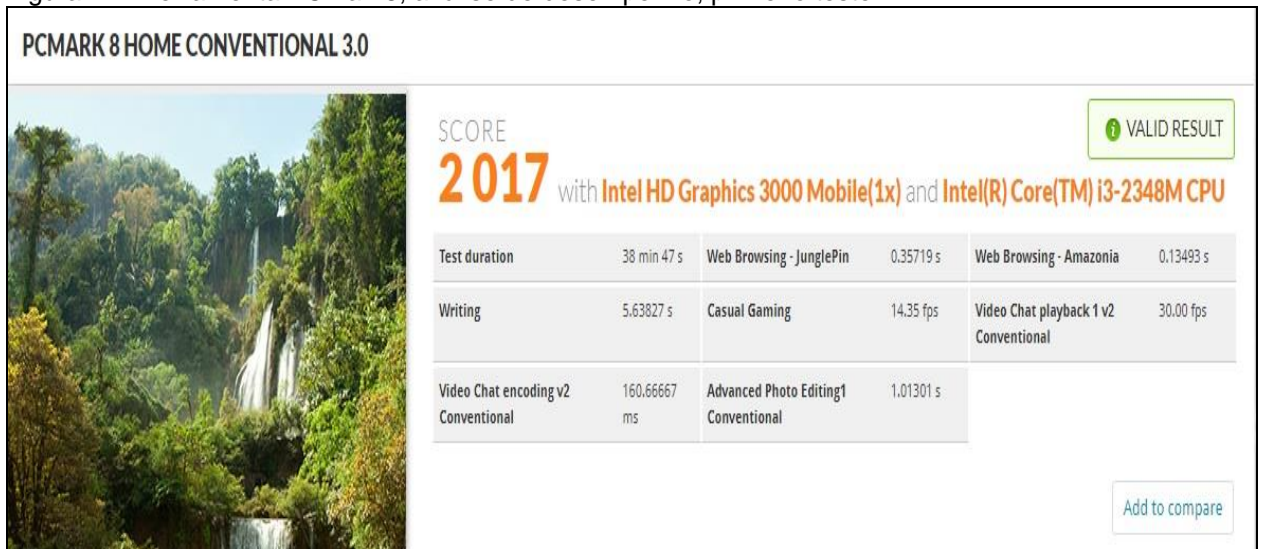 PCMARK 8 HOME CONVENTIONAL 3.0
SCORE
VALID RESULT
2 017 with Intel HD Graphics 3000 Mobile(1x) and Intel(R) Core(TM) i3-2348M CPU
Test duration 38 min 47 s Web Browsing - JunglePin 0.35719 s Web Browsing - Amazonia 0.13493 s
Writing 5.63827 s Casual Gaming 14.35 fps Video Chat playback 1 v2 30.00 fps
Conventional
Video Chat encoding v2 160.66667 Advanced Photo Editing1 1.01301 s
Conventional ms Conventional
Add to compare